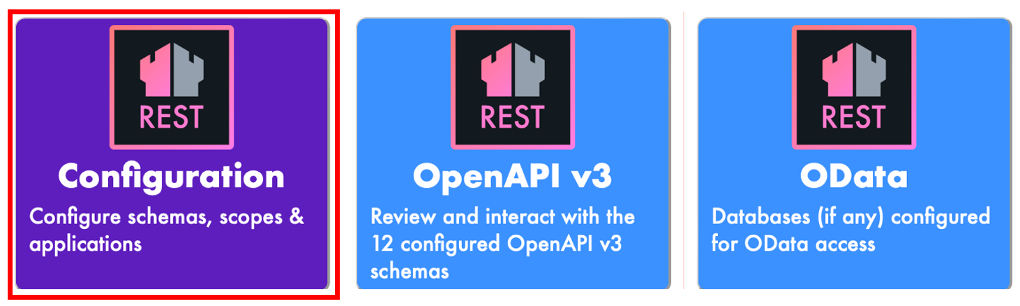 REST
Configuration
Configure schemas, scopes &
applications
REST
OpenAPI v3
Review and interact with the
12 configured OpenAPI v3
schemas
REST
OData
Databases (if any) configured
for OData access